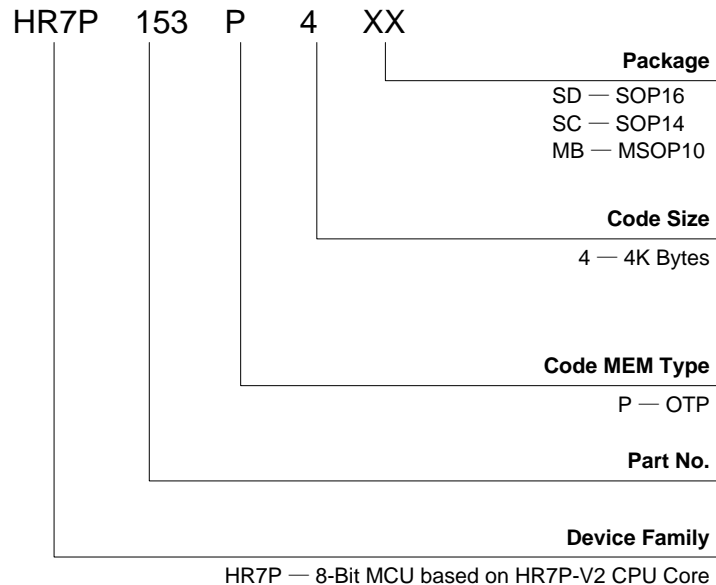 HR7P 153 P 4 XX
Package
SD — SOP16
SC — SOP14
MB — MSOP10
Code Size
4 — 4K Bytes
Code MEM Type
P — OTP
Part No.
Device Family
HR7P — 8-Bit MCU based on HR7P-V2 CPU Core